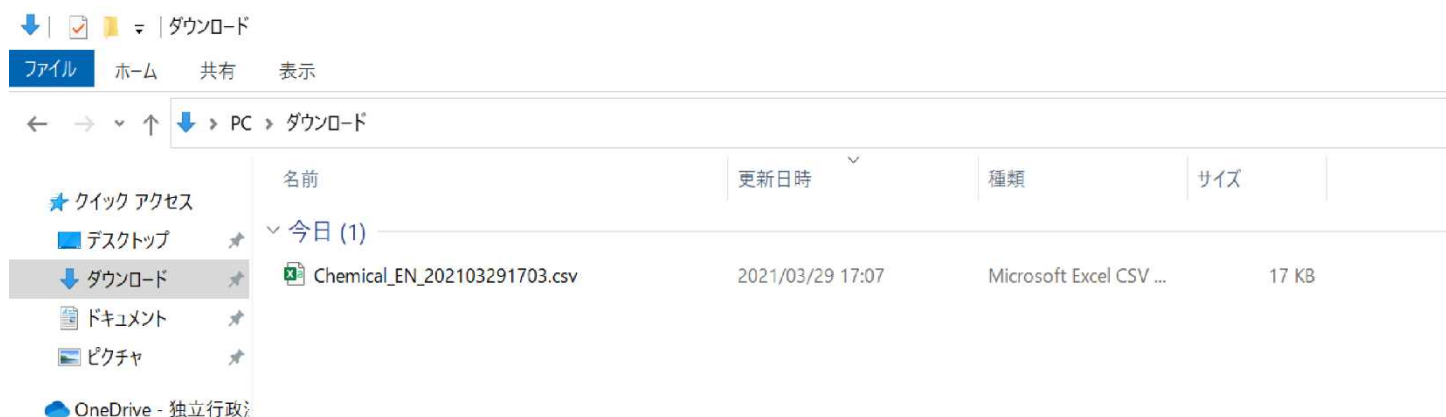 ダウンロード
ファイル ホーム 共有 表示
PC ダウンロード
名前 更新日時 種類 サイズ
クイック アクセス
今日 (1)
デスクトップ
ダウンロード Chemical_EN_202103291703.csv 2021/03/29 17:07 Microsoft Excel CSV ... 17 KB
ドキュメント
ピクチャ
OneDrive - 独立行政法